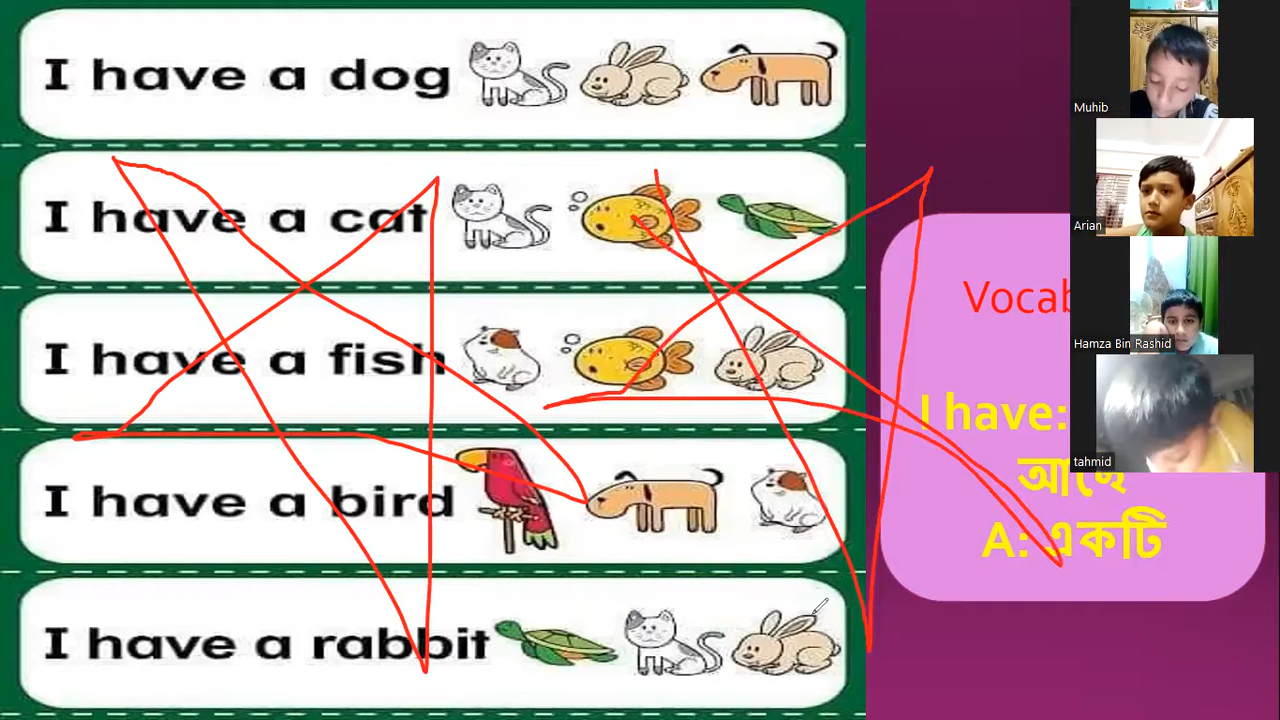 I have a dog
I have a cat
I have a fish
I have a bird
I have a rabbit
I have:
আছে
A: একটি
Muhib
Arian
Hamza Bin Rashid
tahmid